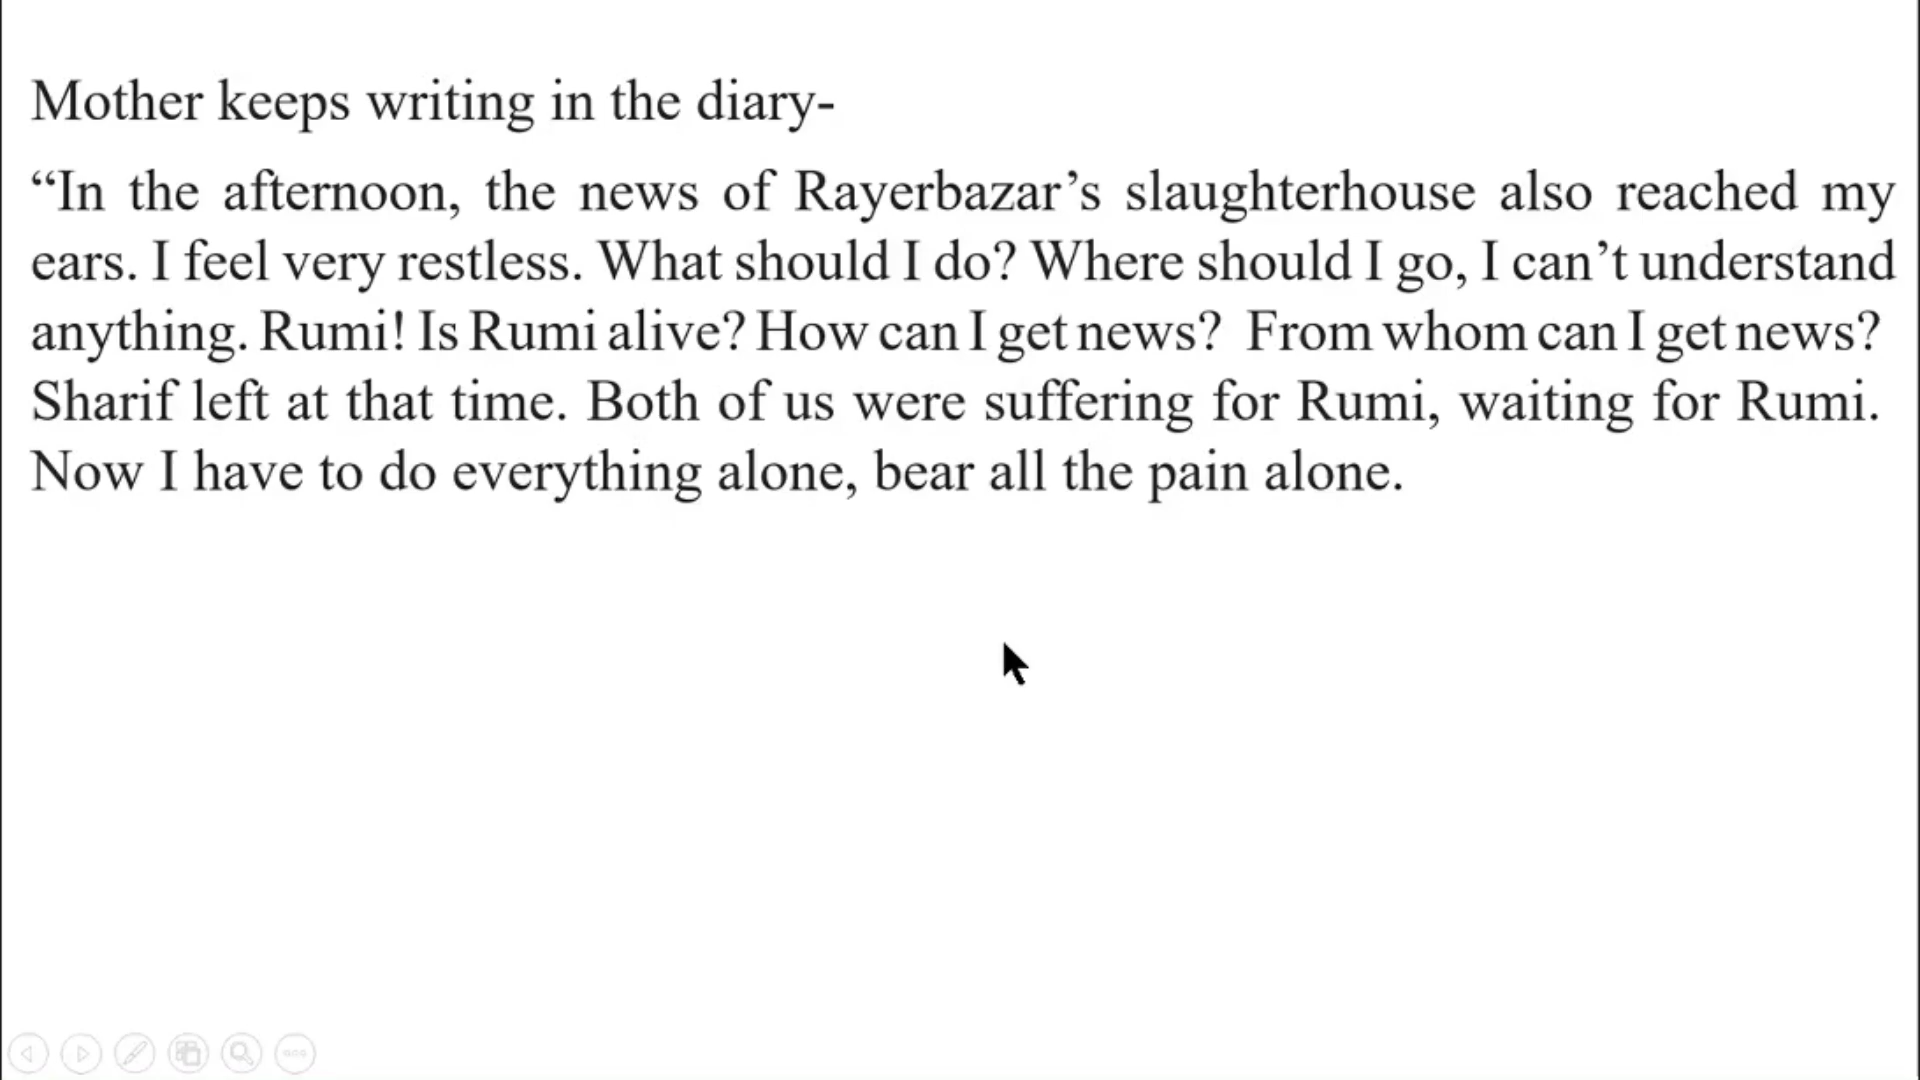 Mother keeps writing in the diary-
“In the afternoon, the news of Rayerbazar’s slaughterhouse also reached my
ears. I feel very restless. What should I do? Where should I go, I can’t understand
anything. Rumi! Is Rumi alive? How can I get news?  From whom can I get news?
Sharif left at that time. Both of us were suffering for Rumi, waiting for Rumi.
Now I have to do everything alone, bear all the pain alone.